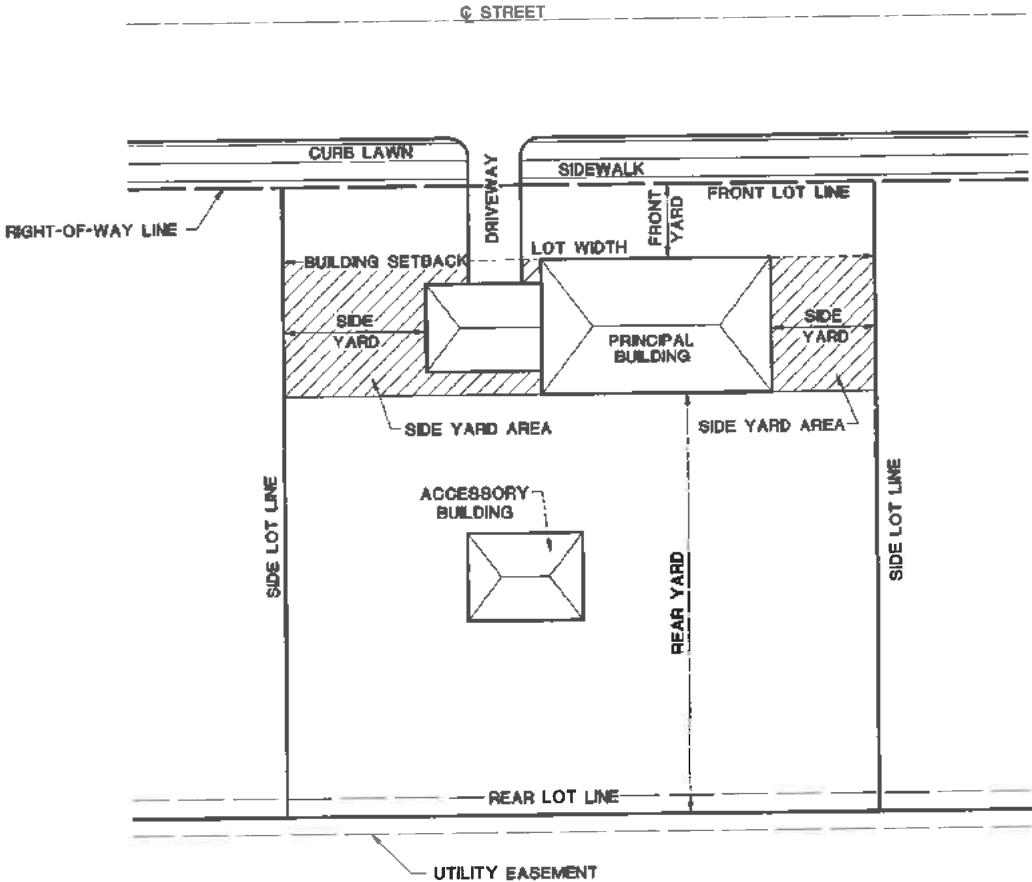 ℄ STREET
CURB LAWN
SIDEWALK
DRIVEWAY
FRONT LOT LINE
RIGHT-OF-WAY LINE
FRONT
YARD
LOT WIDTH
BUILDING SETBACK
SIDE
YARD
PRINCIPAL
BUILDING
SIDE
YARD
SIDE YARD AREA
SIDE YARD AREA
SIDE LOT LINE
ACCESSORY
BUILDING
REAR YARD
SIDE LOT LINE
REAR LOT LINE
UTILITY EASEMENT